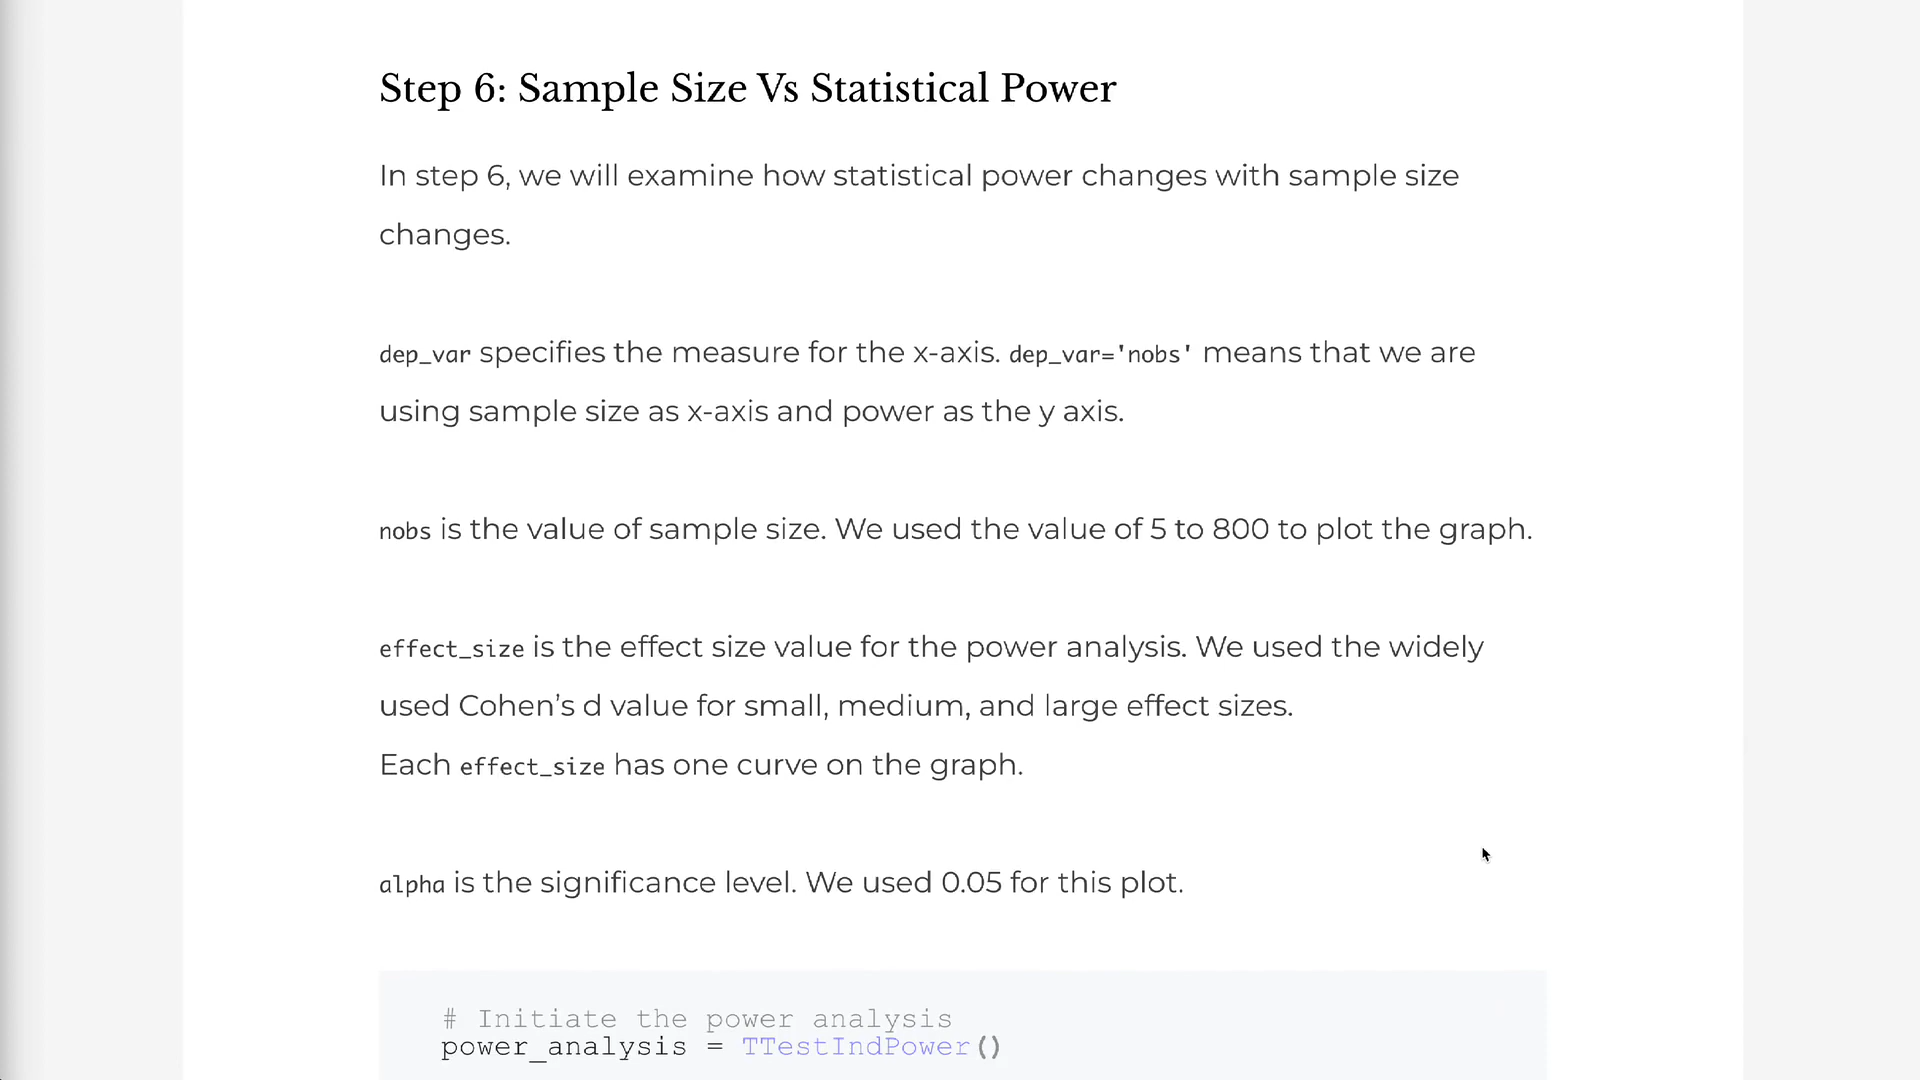 Step 6: Sample Size Vs Statistical Power
In step 6, we will examine how statistical power changes with sample size
changes.
dep_var specifies the measure for the x-axis. dep_var='nobs' means that we are
using sample size as x-axis and power as the y axis.
nobs is the value of sample size. We used the value of 5 to 800 to plot the graph.
effect_size is the effect size value for the power analysis. We used the widely
used Cohen’s d value for small, medium, and large effect sizes.
Each effect_size has one curve on the graph.
alpha is the significance level. We used 0.05 for this plot.
# Initiate the power analysis
power_analysis = TTestIndPower()